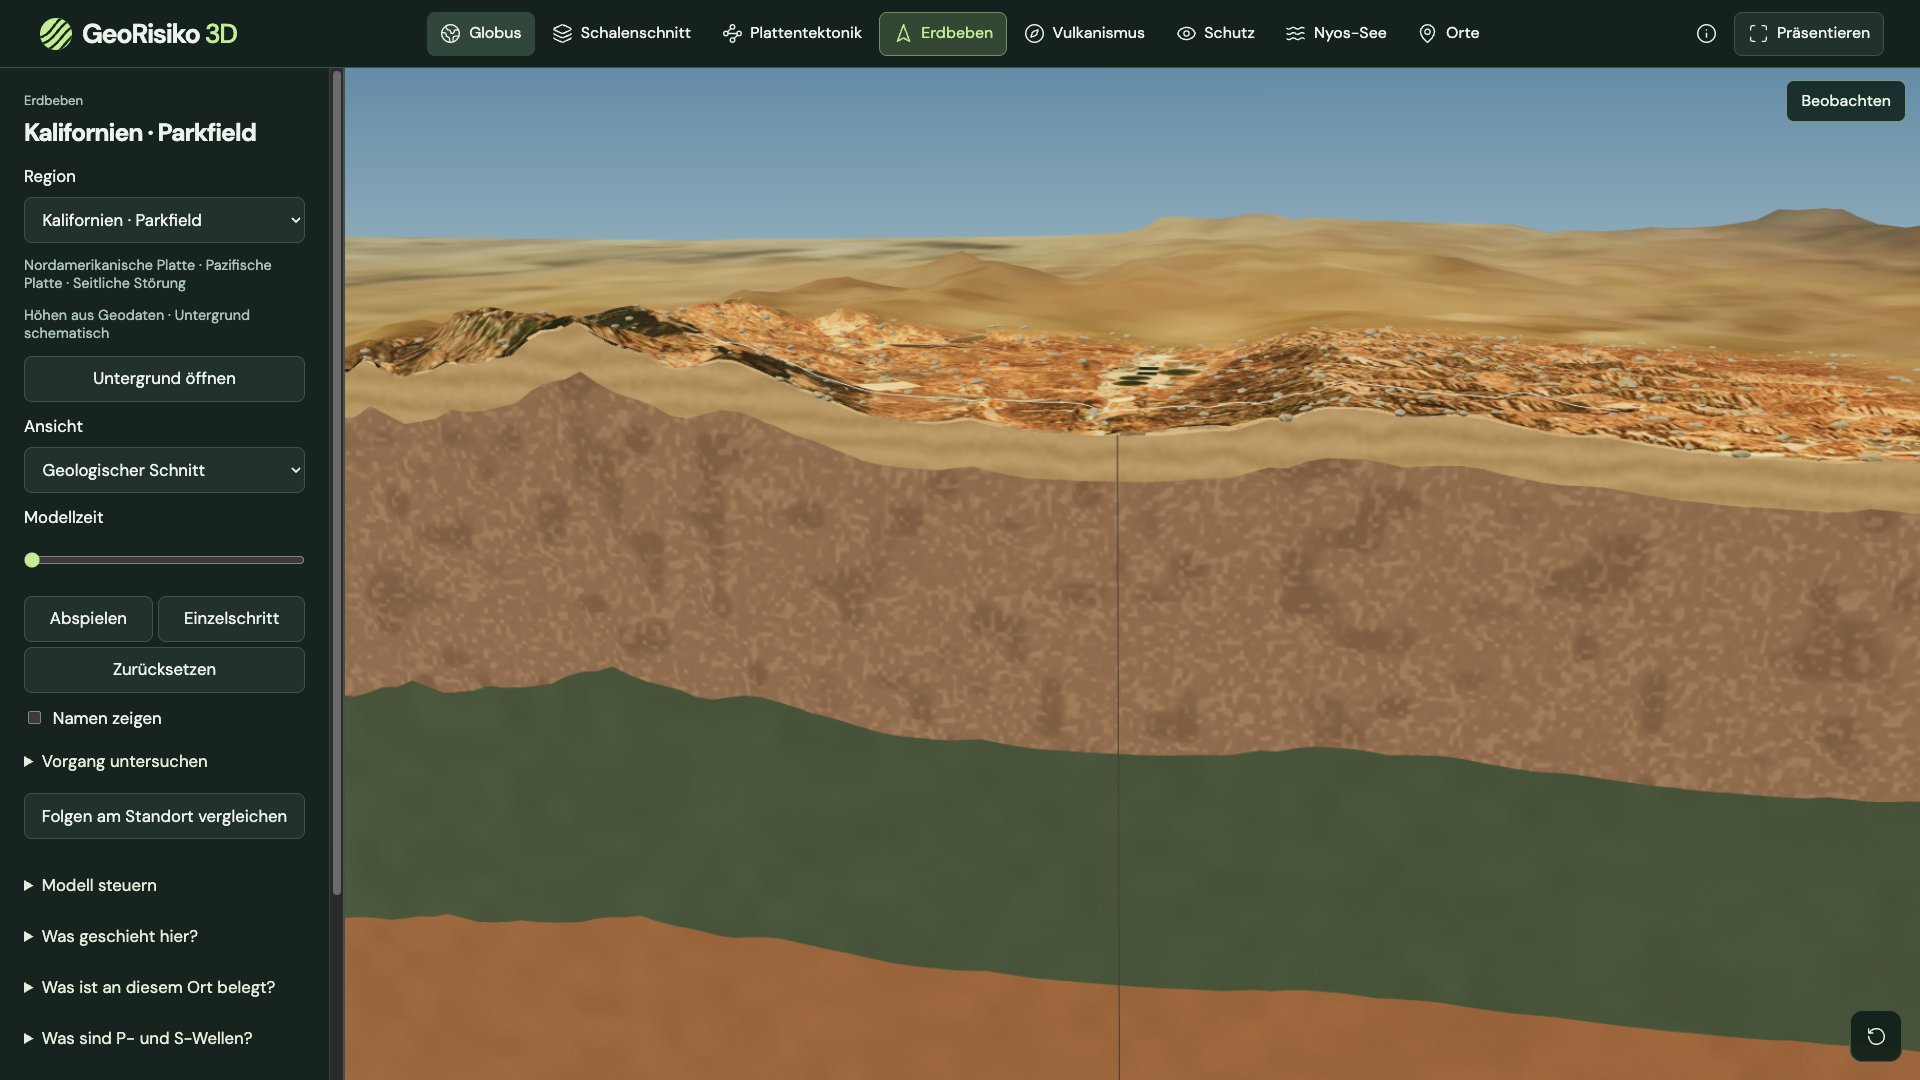 GeoRisiko 3D
Globus
Schalenschnitt
Plattentektonik
Erdbeben
Vulkanismus
Schutz
Nyos-See
Orte
Präsentieren
Erdbeben
Kalifornien · Parkfield
Region
Kalifornien · Parkfield
Nordamerikanische Platte · Pazifische
Platte · Seitliche Störung
Höhen aus Geodaten · Untergrund
schematisch
Untergrund öffnen
Ansicht
Geologischer Schnitt
Modellzeit
Abspielen
Einzelschritt
Zurücksetzen
Namen zeigen
Vorgang untersuchen
Folgen am Standort vergleichen
Modell steuern
Was geschieht hier?
Was ist an diesem Ort belegt?
Was sind P- und S-Wellen?
Beobachten